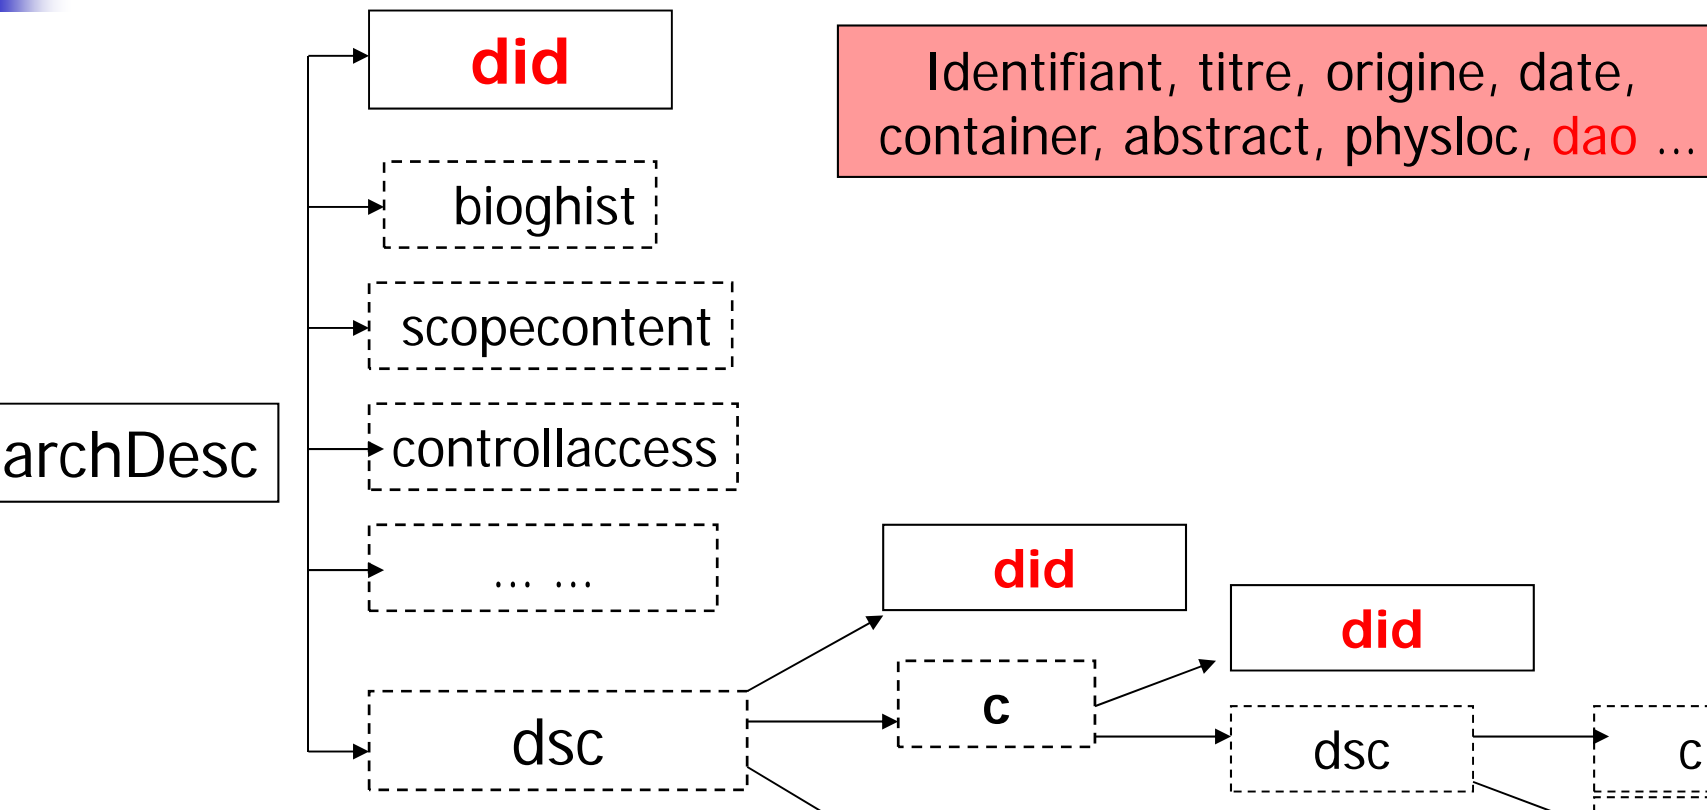 did
Identifiant, titre, origine, date,
container, abstract, physloc, dao ...
bioghist
scopecontent
controllaccess
archDesc
... ...
did
did
c
dsc
dsc
c